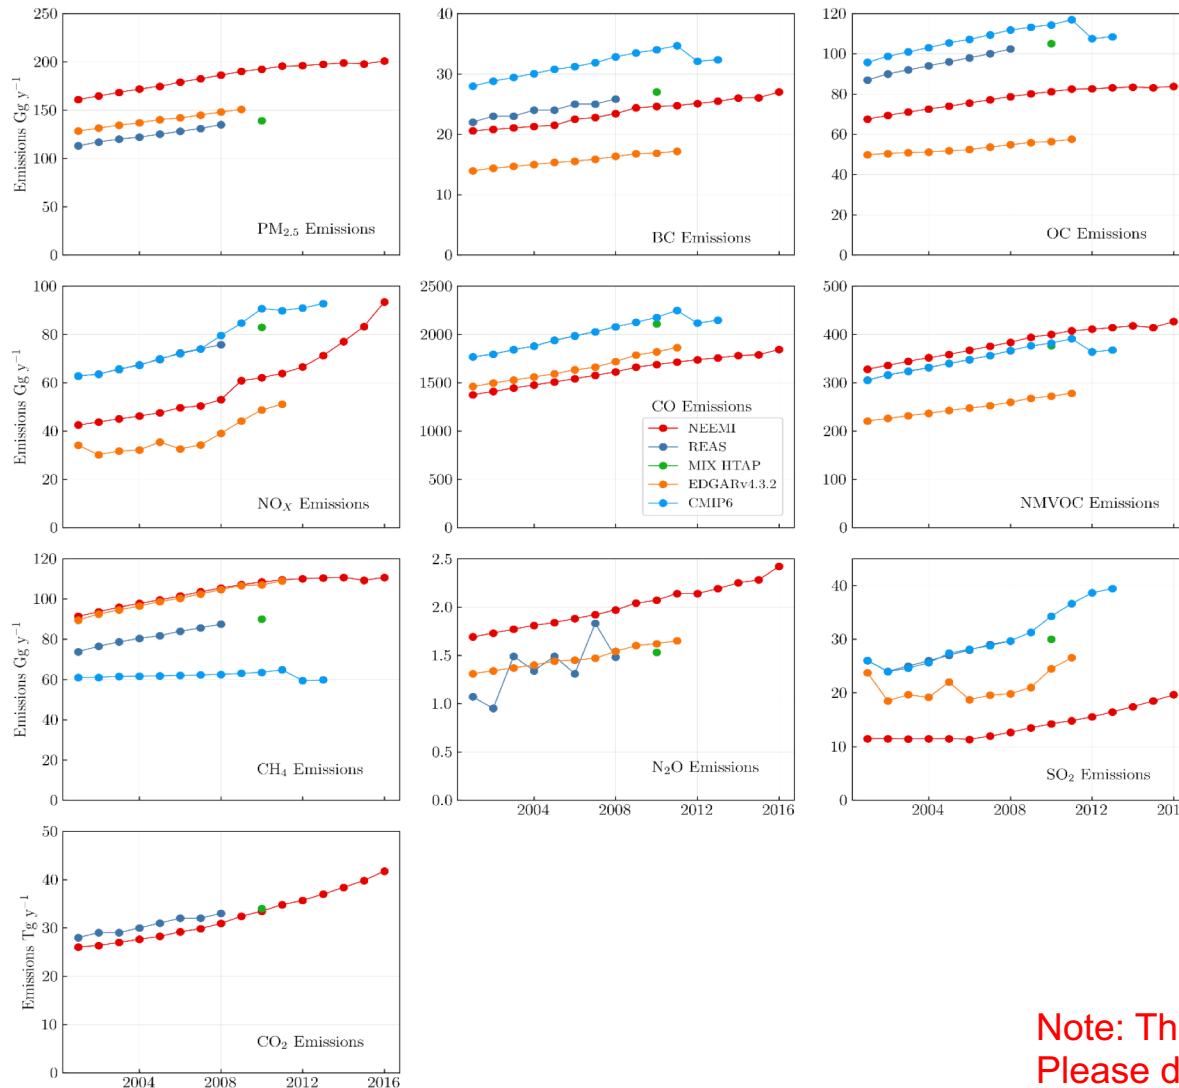 250
200
150
100
50
0
Emissions Gg y⁻¹
PM₂.₅ Emissions
40
30
20
10
0
BC Emissions
120
100
80
60
40
20
0
OC Emissions
100
80
60
40
20
0
Emissions Gg y⁻¹
NOX Emissions
2500
2000
1500
1000
500
0
CO Emissions
NEEMI
REAS
MIX HTAP
EDGARv4.3.2
CMIP6
500
400
300
200
100
0
NMVOC Emissions
120
100
80
60
40
20
0
Emissions Gg y⁻¹
CH₄ Emissions
2.5
2.0
1.5
1.0
0.5
0.0
N₂O Emissions
2004 2008 2012 2016
40
30
20
10
0
SO₂ Emissions
2004 2008 2012 201
50
40
30
20
10
0
Emissions Tg y⁻¹
CO₂ Emissions
2004 2008 2012 2016
Note: Th
Please d